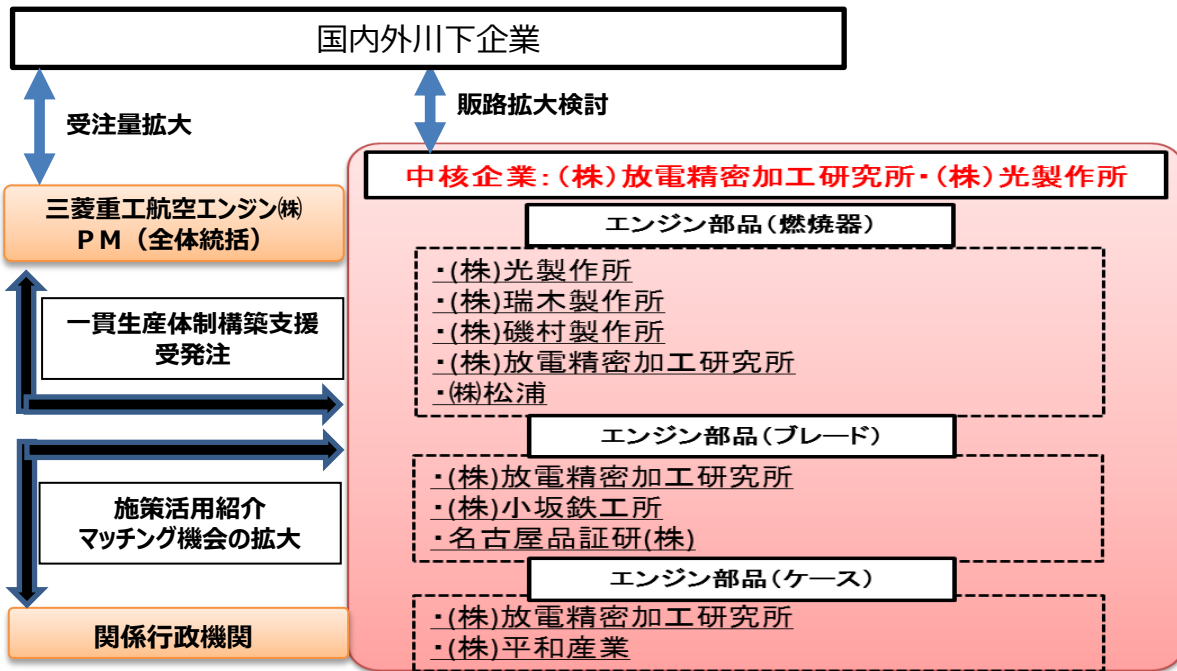 国内外川下企業
受注量拡大
販路拡大検討
中核企業：(株)放電精密加工研究所・(株)光製作所
三菱重工航空エンジン㈱
ＰＭ（全体統括）
エンジン部品(燃焼器)
・(株)光製作所
・(株)瑞木製作所
・(株)磯村製作所
・(株)放電精密加工研究所
・㈱松浦
一貫生産体制構築支援
受発注
エンジン部品(ブレード)
・(株)放電精密加工研究所
・(株)小坂鉄工所
・名古屋品証研(株)
施策活用紹介
マッチング機会の拡大
エンジン部品(ケース)
・(株)放電精密加工研究所
・(株)平和産業
関係行政機関